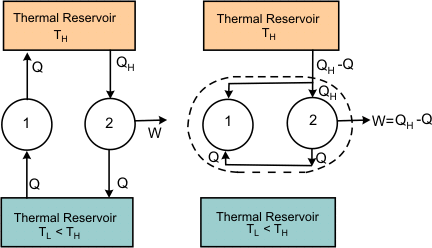 Thermal Reservoir
T_H
Q
Q_H
1
2
W
Q
Q
Thermal Reservoir
T_L < T_H
Thermal Reservoir
T_H
Q_H -Q
Q_H
1
2
W=Q_H -Q
Q
Q
Thermal Reservoir
T_L < T_H